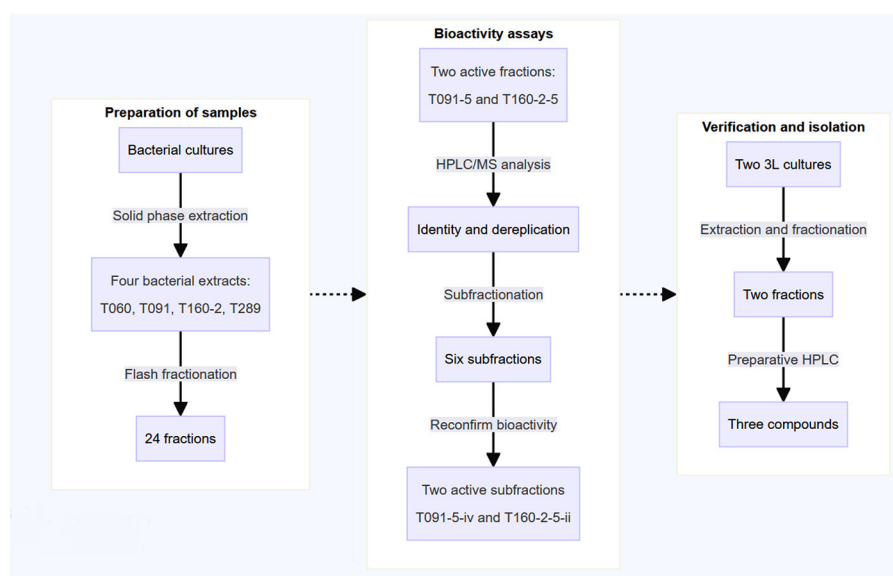 Preparation of samples
Bacterial cultures
Solid phase extraction
Four bacterial extracts:
T060, T091, T160-2, T289
Flash fractionation
24 fractions
Bioactivity assays
Two active fractions:
T091-5 and T160-2-5
HPLC/MS analysis
Identity and dereplication
Subfractionation
Six subfractions
Reconfirm bioactivity
Two active subfractions
T091-5-iv and T160-2-5-ii
Verification and isolation
Two 3L cultures
Extraction and fractionation
Two fractions
Preparative HPLC
Three compounds